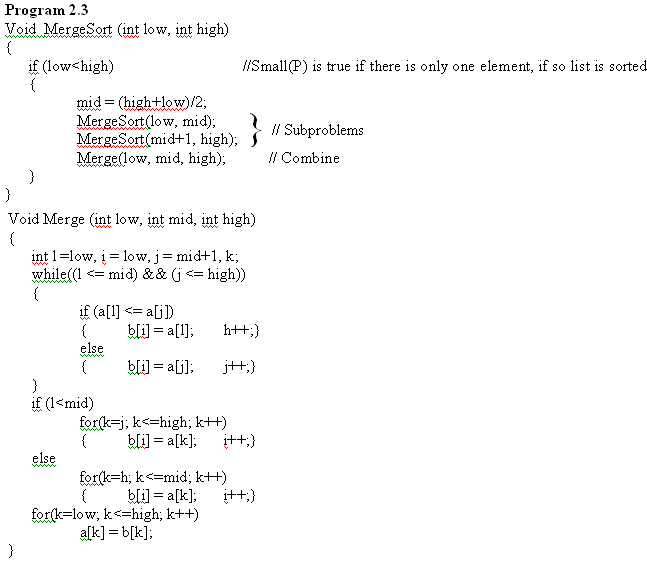 Program 2.3
Void MergeSort (int low, int high)
{
if (low<high) //Small(P) is true if there is only one element, if so list is sorted
{
mid = (high+low)/2;
MergeSort(low, mid);
MergeSort(mid+1, high); } // Subproblems
Merge(low, mid, high); // Combine
}
}
Void Merge (int low, int mid, int high)
{
int l=low, i = low, j = mid+1, k;
while((l <= mid) && (j <= high))
{
if (a[l] <= a[j])
{ b[i] = a[l]; h++;}
else
{ b[i] = a[j]; j++;}
}
if (l<mid)
for(k=j; k<=high; k++)
{ b[i] = a[k]; i++;}
else
for(k=h; k<=mid; k++)
{ b[i] = a[k]; i++;}
for(k=low; k<=high; k++)
a[k] = b[k];
}